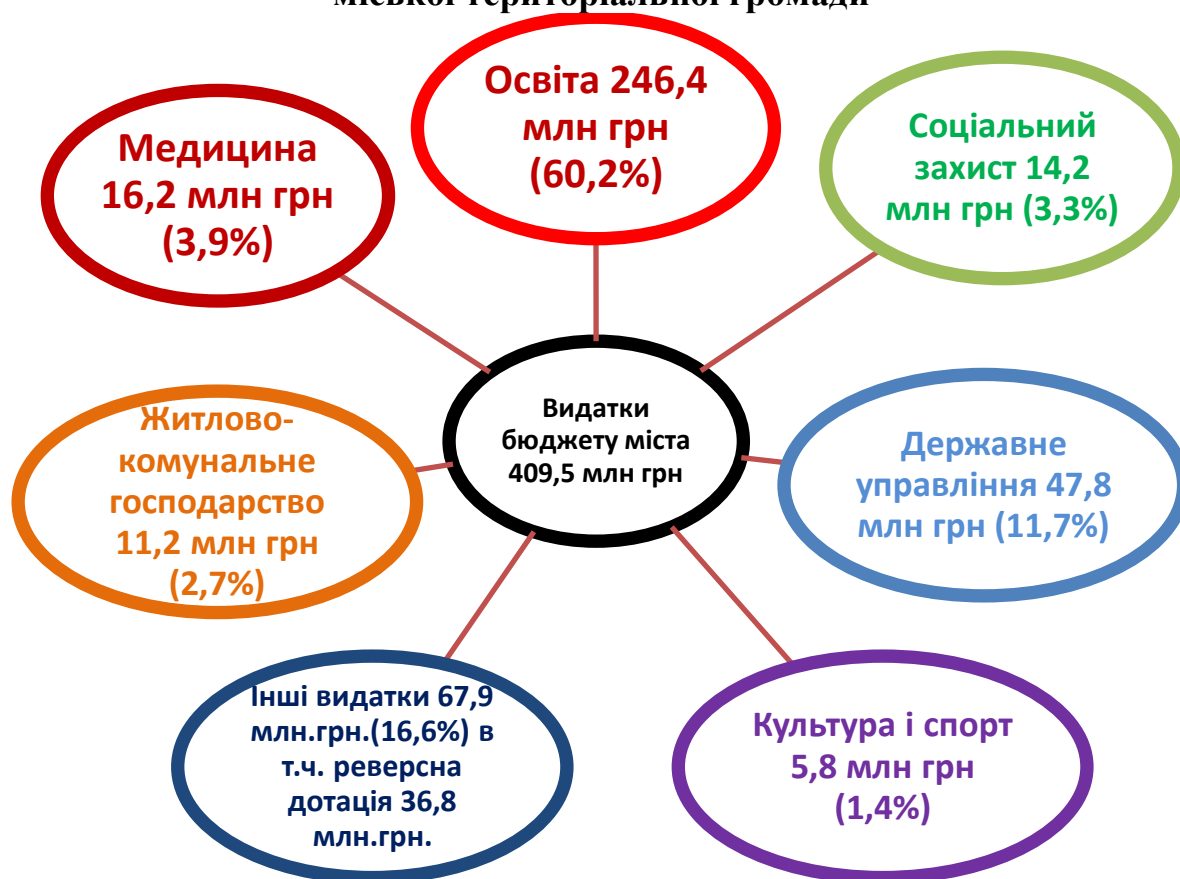 міської територіальної громади
Освіта 246,4
млн грн
(60,2%)
Медицина
16,2 млн грн
(3,9%)
Соціальний
захист 14,2
млн грн (3,3%)
Видатки
бюджету міста
409,5 млн грн
Житлово-
комунальне
господарство
11,2 млн грн
(2,7%)
Державне
управління 47,8
млн грн (11,7%)
Інші видатки 67,9
млн.грн.(16,6%) в
т.ч. реверсна
дотація 36,8
млн.грн.
Культура і спорт
5,8 млн грн
(1,4%)